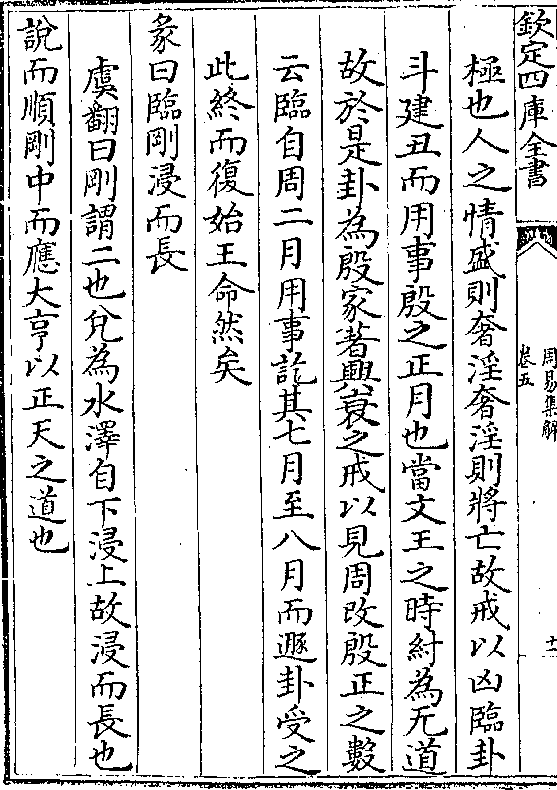 欽定四庫全書
周易集解
卷五
十二
極也人之情盛則奢淫奢淫則將亡故戒以凶臨卦
斗建丑而用事殷之正月也當文王之時紂為无道
故於是卦為殷家著興衰之戒以見周改殷正之數
云臨自周二月用事訖其七月至八月而遯卦受之
此終而復始王命然矣
彖曰臨剛浸而長
虞翻曰剛謂二也兌為水澤自下浸上故浸而長也
說而順剛中而應大亨以正天之道也